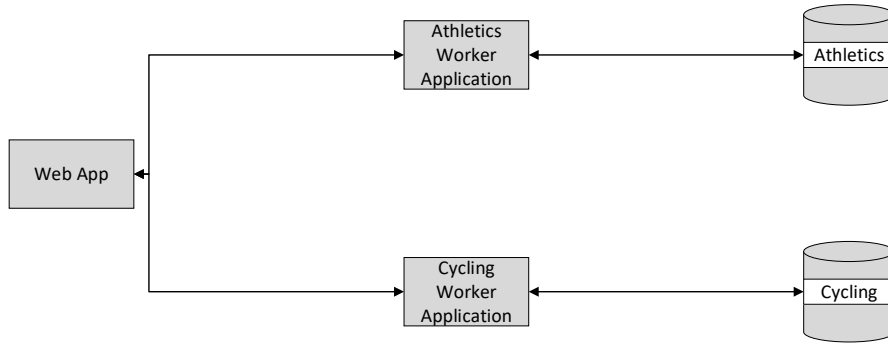 Athletics
Worker
Application
Athletics
Web App
Cycling
Worker
Application
Cycling